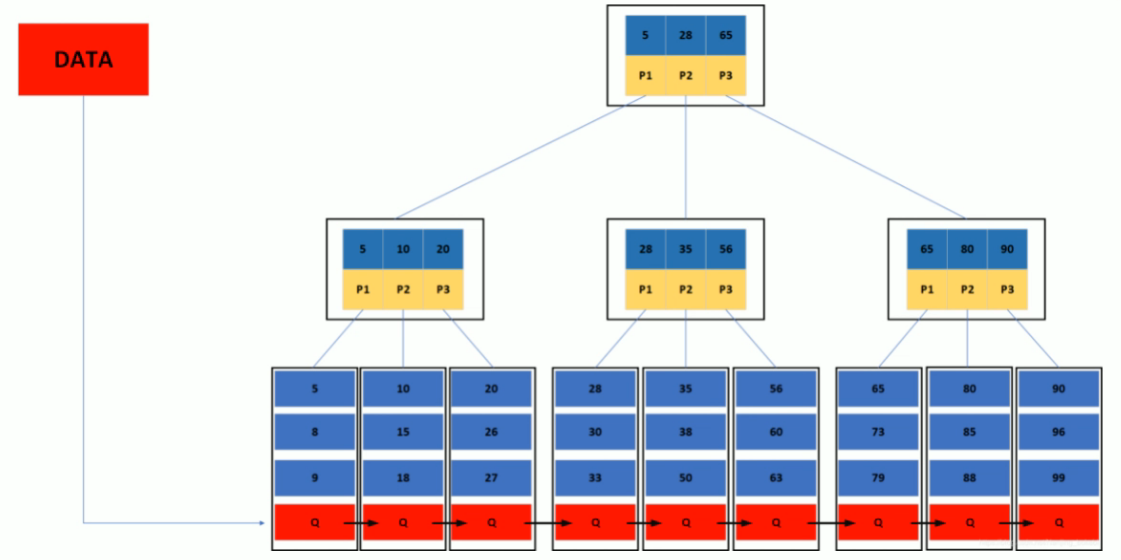 DATA
5 28 65
P1 P2 P3
5 10 20 28 35 56 65 80 90
P1 P2 P3 P1 P2 P3 P1 P2 P3
5 10 20 28 35 56 65 80 90
8 15 26 30 38 60 73 85 96
9 18 27 33 50 63 79 88 99
Q Q Q Q Q Q Q Q Q